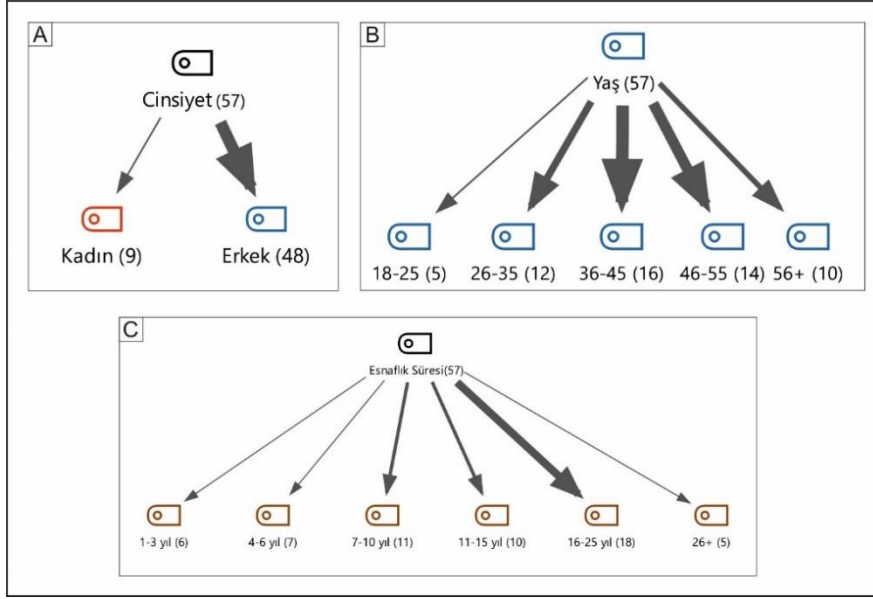 A
Cinsiyet (57)
Kadın (9)
Erkek (48)
B
Yaş (57)
18-25 (5)
26-35 (12)
36-45 (16)
46-55 (14)
56+ (10)
C
Esnaflık Süresi(57)
1-3 yıl (6)
4-6 yıl (7)
7-10 yıl (11)
11-15 yıl (10)
16-25 yıl (18)
26+ (5)